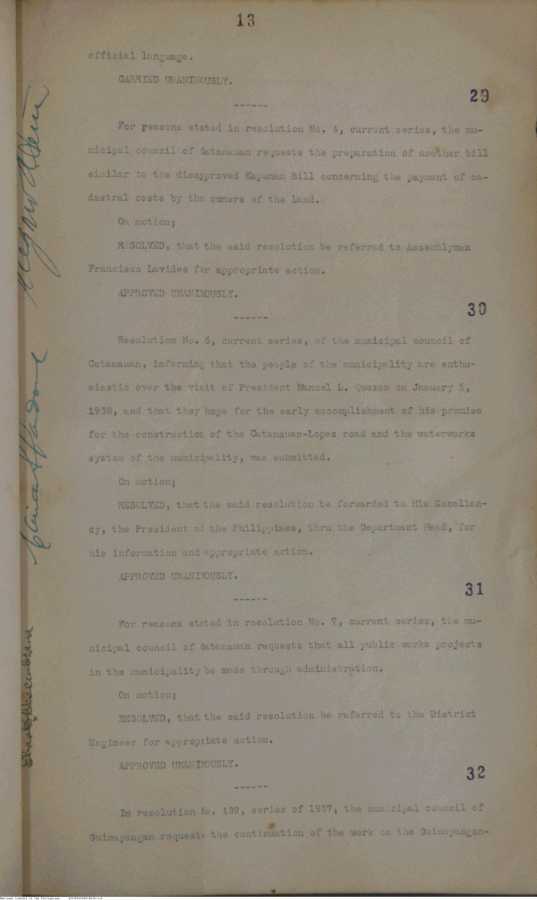 13
official language.
CARRIED UNANIMOUSLY.
------
29
For reasons stated in resolution No. 4, current series, the mu-
nicipal council of Catanauan requests the preparation of another bill
similar to the disapproved Kapunan Bill concerning the payment of ca-
dastral costs by the owners of the land.
On motion;
RESOLVED, that the said resolution be referred to Assemblyman
Francisco Lavides for appropriate action.
APPROVED UNANIMOUSLY.
------
30
Resolution No. 6, current series, of the municipal council of
Catanauan, informing that the people of the municipality are enthu-
siastic over the visit of President Manuel L. Quezon on January 5,
1938, and that they hope for the early accomplishment of his promise
for the construction of the Catanauan-Lopez road and the waterworks
system of the municipality, was submitted.
On motion;
RESOLVED, that the said resolution be forwarded to His Excellen-
cy, the President of the Philippines, thru the Department Head, for
his information and appropriate action.
APPROVED UNANIMOUSLY.
------
31
For reasons stated in resolution No. 7, current series, the mu-
nicipal council of Catanauan requests that all public works projects
in the municipality be made through administration.
On motion;
RESOLVED, that the said resolution be referred to the District
Engineer for appropriate action.
APPROVED UNANIMOUSLY.
------
32
In resolution No. 109, series of 1937, the municipal council of
Guinayangan requests the continuation of the work on the Guinayangan-